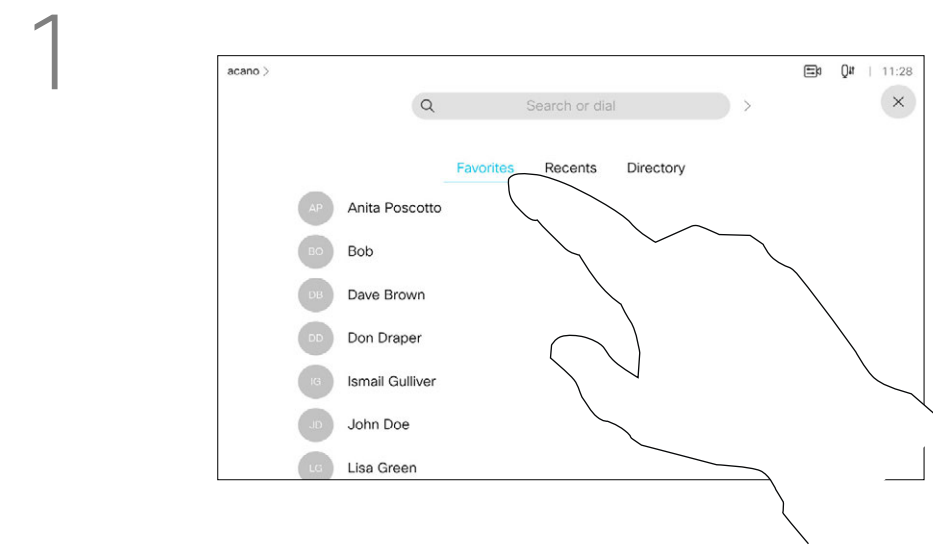 1
acano >
11:28
Search or dial
Favorites Recents Directory
AP Anita Poscotto
BO Bob
DB Dave Brown
DD Don Draper
IG Ismail Gulliver
JD John Doe
LG Lisa Green